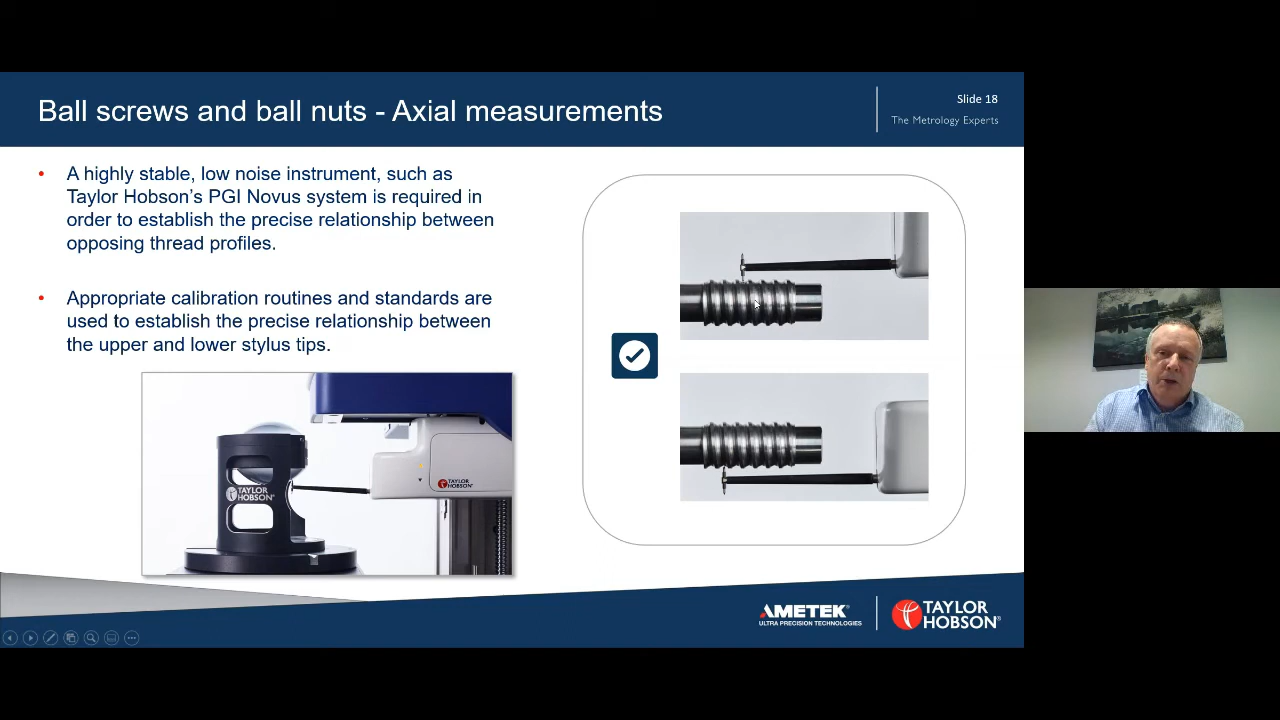 Ball screws and ball nuts - Axial measurements
Slide 18
The Metrology Experts
• A highly stable, low noise instrument, such as
Taylor Hobson’s PGI Novus system is required in
order to establish the precise relationship between
opposing thread profiles.
• Appropriate calibration routines and standards are
used to establish the precise relationship between
the upper and lower stylus tips.
TAYLOR
HOBSON
TAYLOR
HOBSON
AMETEK®
ULTRA PRECISION TECHNOLOGIES
TAYLOR
HOBSON®